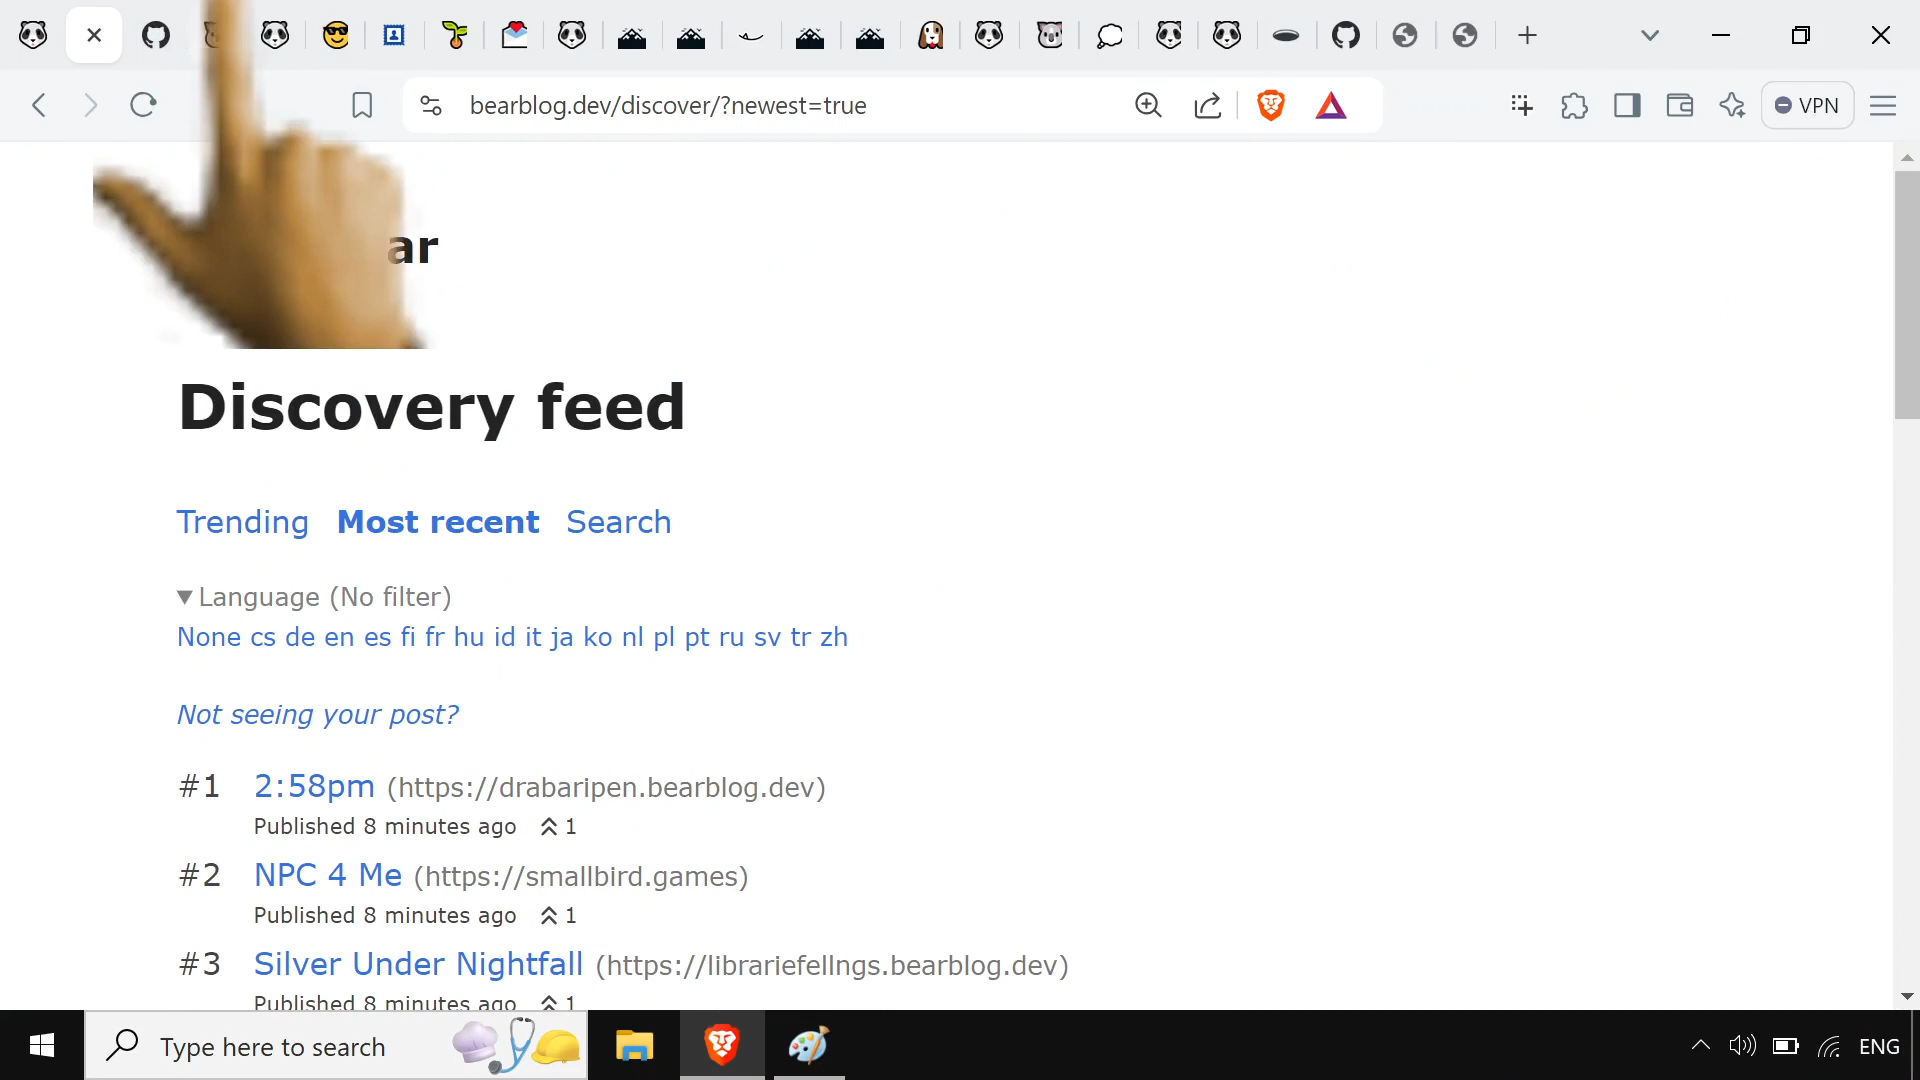 bearblog.dev/discover/?newest=true
VPN
ar
Discovery feed
Trending Most recent Search
▼ Language (No filter)
None cs de en es fi fr hu id it ja ko nl pl pt ru sv tr zh
Not seeing your post?
#1 2:58pm (https://drabaripen.bearblog.dev)
Published 8 minutes ago 1
#2 NPC 4 Me (https://smallbird.games)
Published 8 minutes ago 1
#3 Silver Under Nightfall (https://librariefellngs.bearblog.dev)
Published 8 minutes ago 1
Type here to search
ENG